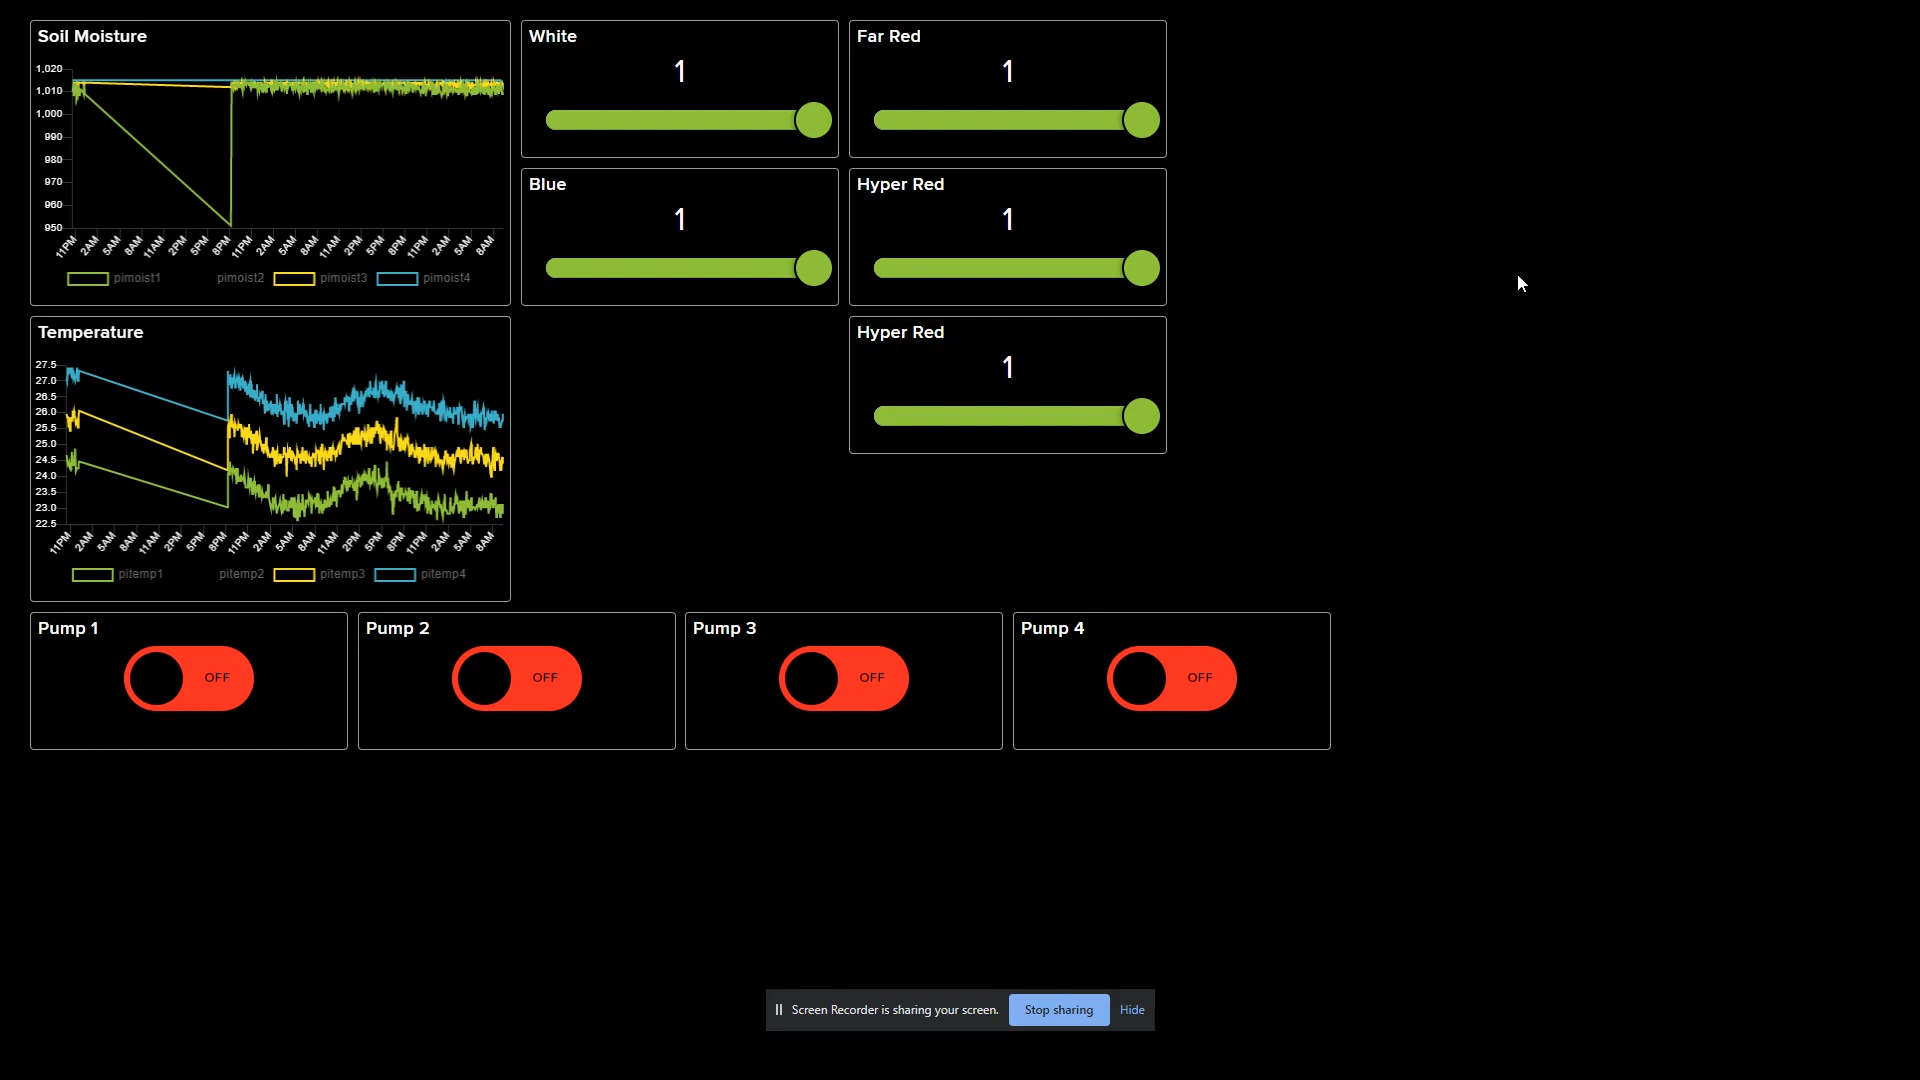 Soil Moisture
1,020
1,010
1,000
990
980
970
960
950
11PM 2AM 5AM 8AM 11AM 2PM 5PM 8PM 11PM 2AM 5AM 8AM 11AM 2PM 5PM 8PM 11PM 2AM 5AM 8AM
pimoist1 pimoist2 pimoist3 pimoist4
White
1
Far Red
1
Blue
1
Hyper Red
1
Temperature
27.5
27.0
26.5
26.0
25.5
25.0
24.5
24.0
23.5
23.0
22.5
11PM 2AM 5AM 8AM 11AM 2PM 5PM 8PM 11PM 2AM 5AM 8AM 11AM 2PM 5PM 8PM 11PM 2AM 5AM 8AM
pitemp1 pitemp2 pitemp3 pitemp4
Hyper Red
1
Pump 1
OFF
Pump 2
OFF
Pump 3
OFF
Pump 4
OFF
Screen Recorder is sharing your screen. Stop sharing Hide